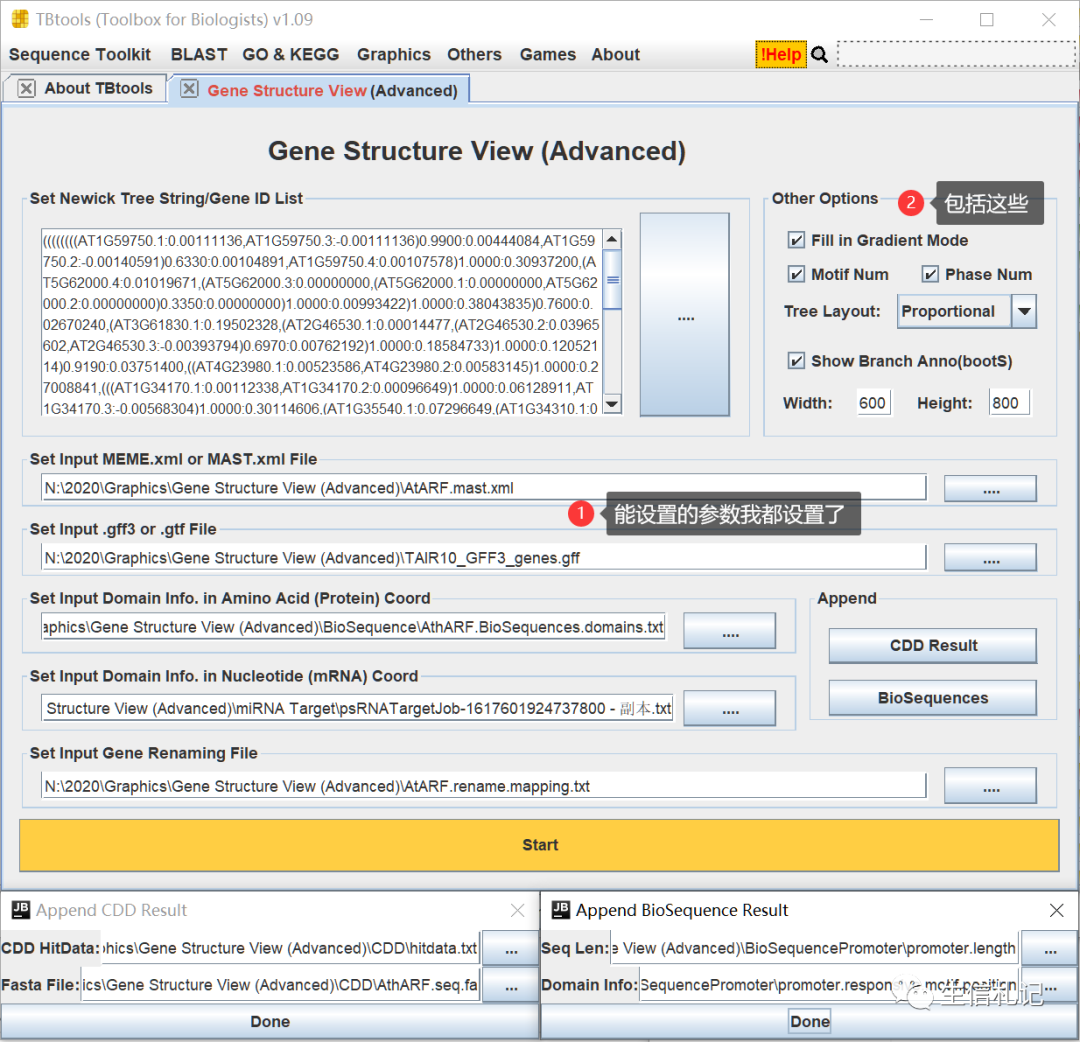 TBtools (Toolbox for Biologists) v1.09
Sequence Toolkit BLAST GO & KEGG Graphics Others Games About !Help
About TBtools Gene Structure View (Advanced)
Gene Structure View (Advanced)
Set Newick Tree String/Gene ID List
((((((((AT1G59750.1:0.00111136,AT1G59750.3:-0.00111136)0.9900:0.00444084,AT1G59
750.2:-0.00140591)0.6330:0.00104891,AT1G59750.4:0.00107578)1.0000:0.30937200,(A
T5G62000.4:0.01019671,(AT5G62000.3:0.00000000,(AT5G62000.1:0.00000000,AT5G62
000.2:0.00000000)0.3350:0.00000000)1.0000:0.00993422)1.0000:0.38043835)0.7600:0.
02670240,(AT3G61830.1:0.19502328,(AT2G46530.1:0.00014477,(AT2G46530.2:0.03965
602,AT2G46530.3:-0.00393794)0.6970:0.00762192)1.0000:0.18584733)1.0000:0.120521
14)0.9190:0.03751400,((AT4G23980.1:0.00523586,AT4G23980.2:0.00583145)1.0000:0.2
7008841,(((AT1G34170.1:0.00112338,AT1G34170.2:0.00096649)1.0000:0.06128911,AT
1G34170.3:-0.00568304)1.0000:0.30114606,(AT1G35540.1:0.07296649,(AT1G34310.1:0
....
Other Options
2 包括这些
Fill in Gradient Mode
Motif Num Phase Num
Tree Layout: Proportional
Show Branch Anno(bootS)
Width: 600 Height: 800
Set Input MEME.xml or MAST.xml File
N:\2020\Graphics\Gene Structure View (Advanced)\AtARF.mast.xml ....
1 能设置的参数我都设置了
Set Input .gff3 or .gtf File
N:\2020\Graphics\Gene Structure View (Advanced)\TAIR10_GFF3_genes.gff ....
Set Input Domain Info. in Amino Acid (Protein) Coord
aphics\Gene Structure View (Advanced)\BioSequence\AthARF.BioSequences.domains.txt ....
Set Input Domain Info. in Nucleotide (mRNA) Coord
Structure View (Advanced)\miRNA Target\psRNATargetJob-1617601924737800 - 副本.txt ....
Append
CDD Result
BioSequences
Set Input Gene Renaming File
N:\2020\Graphics\Gene Structure View (Advanced)\AtARF.rename.mapping.txt ....
Start
Append CDD Result
CDD HitData: phics\Gene Structure View (Advanced)\CDD\hitdata.txt ...
Fasta File: ics\Gene Structure View (Advanced)\CDD\AthARF.seq.fa ...
Done
Append BioSequence Result
Seq Len: e View (Advanced)\BioSequencePromoter\promoter.length ...
Domain Info: SequencePromoter\promoter.respons motif.position ...
Done
生信札记